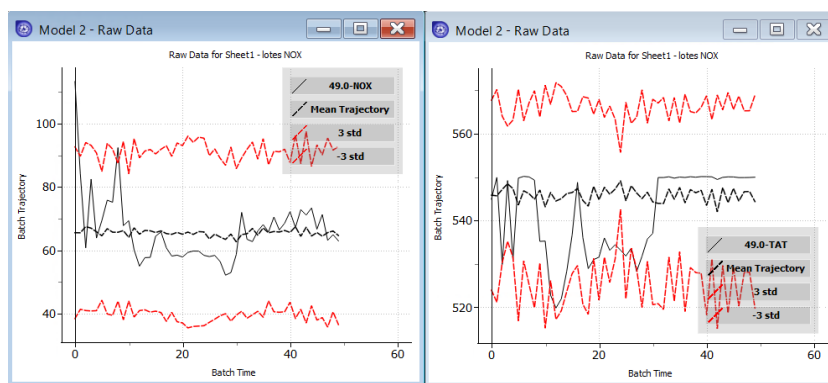 Model 2 - Raw Data
Raw Data for Sheet1 - lotes NOX
Batch Trajectory
100
80
60
40
49.0-NOX
Mean Trajectory
3 std
-3 std
0
20
40
60
Batch Time
Model 2 - Raw Data
Raw Data for Sheet1 - lotes NOX
Batch Trajectory
560
540
520
49.0-TAT
Mean Trajectory
3 std
-3 std
0
20
40
60
Batch Time